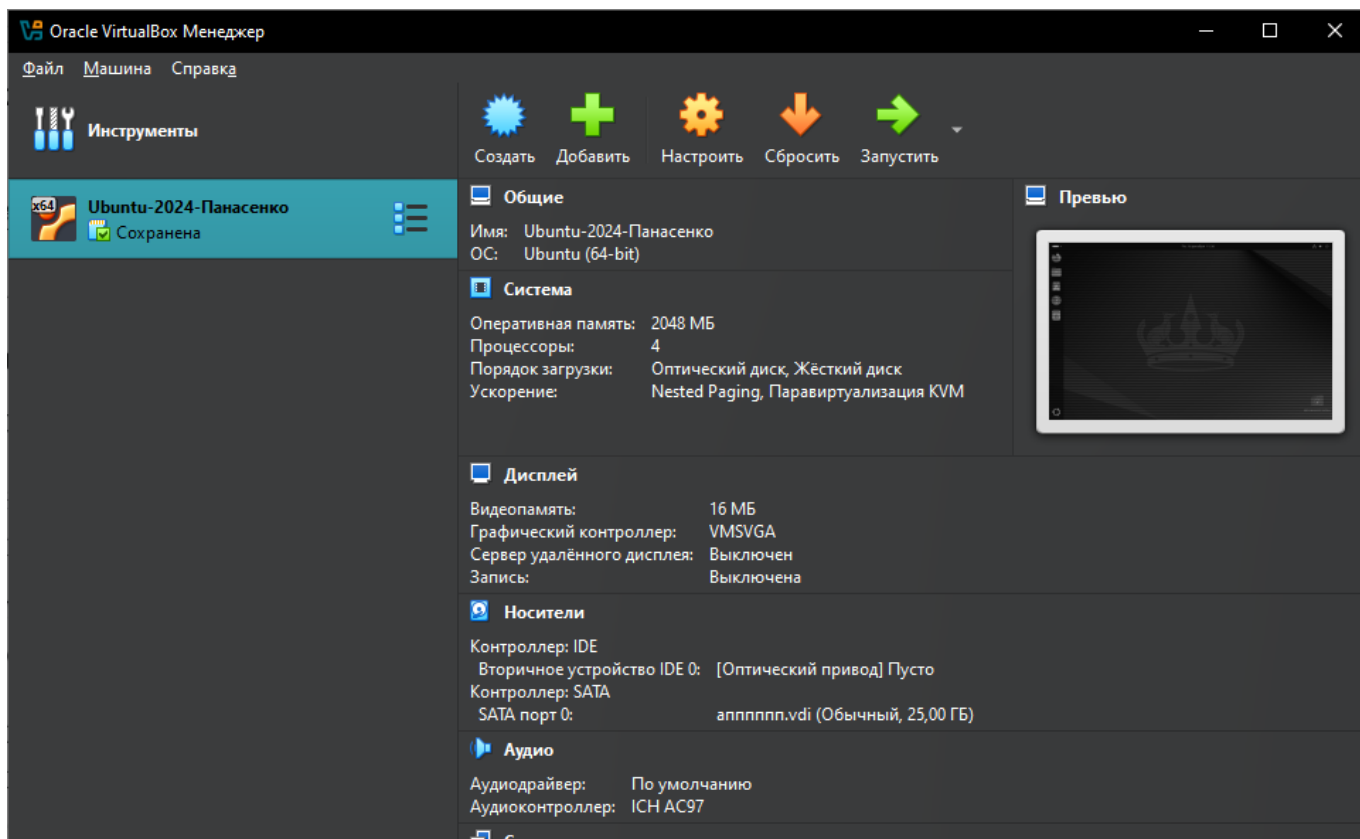 Oracle VirtualBox Менеджер
Файл Машина Справка
Инструменты
Создать Добавить Настроить Сбросить Запустить
x64
Ubuntu-2024-Панасенко
Сохранена
Общие
Имя: Ubuntu-2024-Панасенко
ОС: Ubuntu (64-bit)
Превью
Система
Оперативная память: 2048 МБ
Процессоры: 4
Порядок загрузки: Оптический диск, Жёсткий диск
Ускорение: Nested Paging, Паравиртуализация KVM
Дисплей
Видеопамять: 16 МБ
Графический контроллер: VMSVGA
Сервер удалённого дисплея: Выключен
Запись: Выключена
Носители
Контроллер: IDE
Вторичное устройство IDE 0: [Оптический привод] Пусто
Контроллер: SATA
SATA порт 0: апппппп.vdi (Обычный, 25,00 ГБ)
Аудио
Аудиодрайвер: По умолчанию
Аудиоконтроллер: ICH AC97